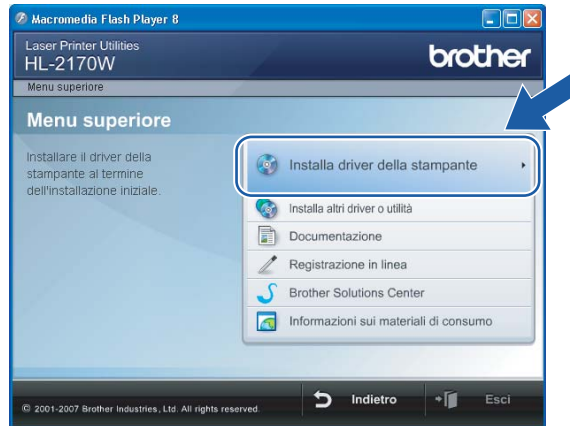 Macromedia Flash Player 8
Laser Printer Utilities
HL-2170W
brother
Menu superiore
Menu superiore
Installare il driver della
stampante al termine
dell'installazione iniziale.
Installa driver della stampante
Installa altri driver o utilità
Documentazione
Registrazione in linea
Brother Solutions Center
Informazioni sui materiali di consumo
© 2001-2007 Brother Industries, Ltd. All rights reserved.
Indietro
Esci